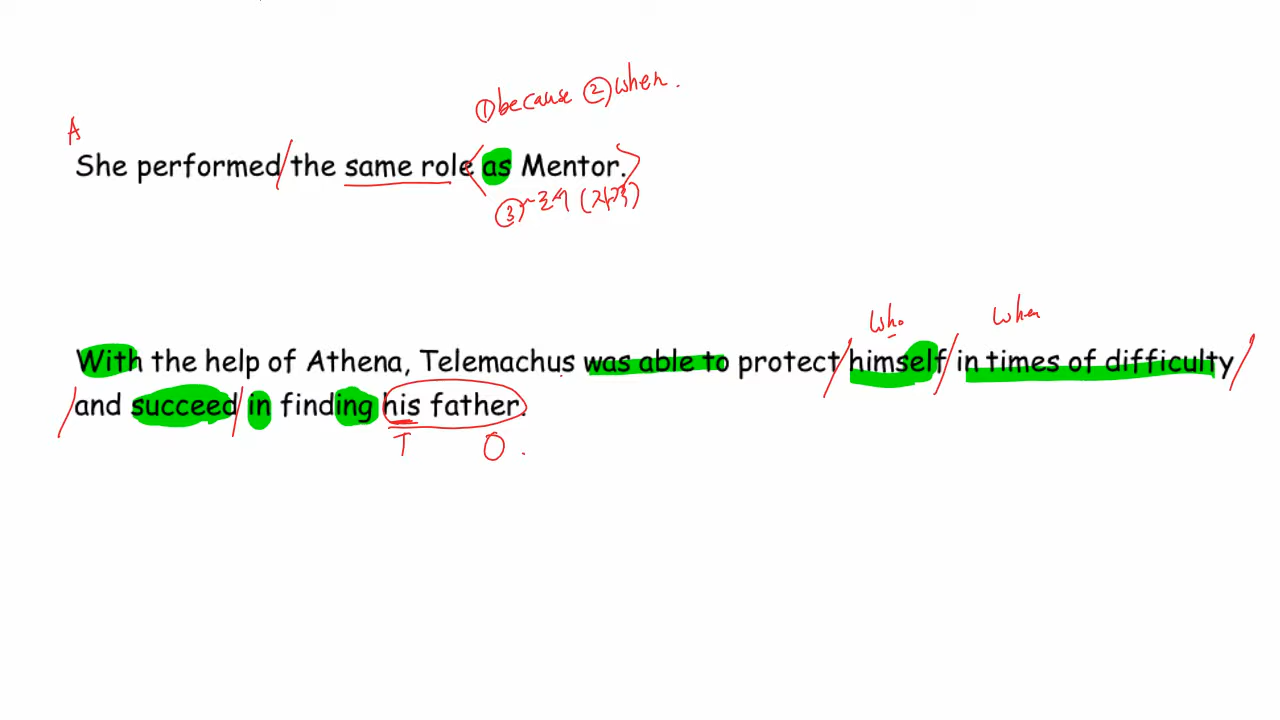 ①because ②when.
A
She performed the same role as Mentor.
③~로서 (자격)
who when
With the help of Athena, Telemachus was able to protect himself in times of difficulty
and succeed in finding his father.
T O.